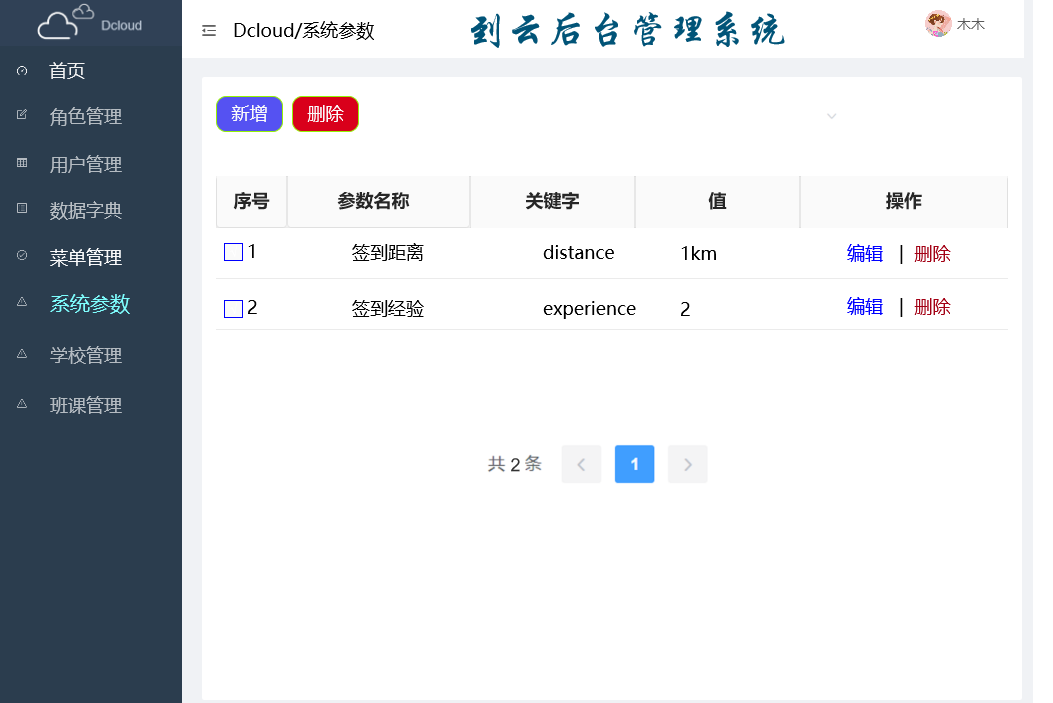 Dcloud
Dcloud/系统参数
到云后台管理系统
木木
首页
角色管理
用户管理
数据字典
菜单管理
系统参数
学校管理
班课管理
新增 删除
序号 参数名称 关键字 值 操作
1 签到距离 distance 1km 编辑 | 删除
2 签到经验 experience 2 编辑 | 删除
共 2 条 < 1 >